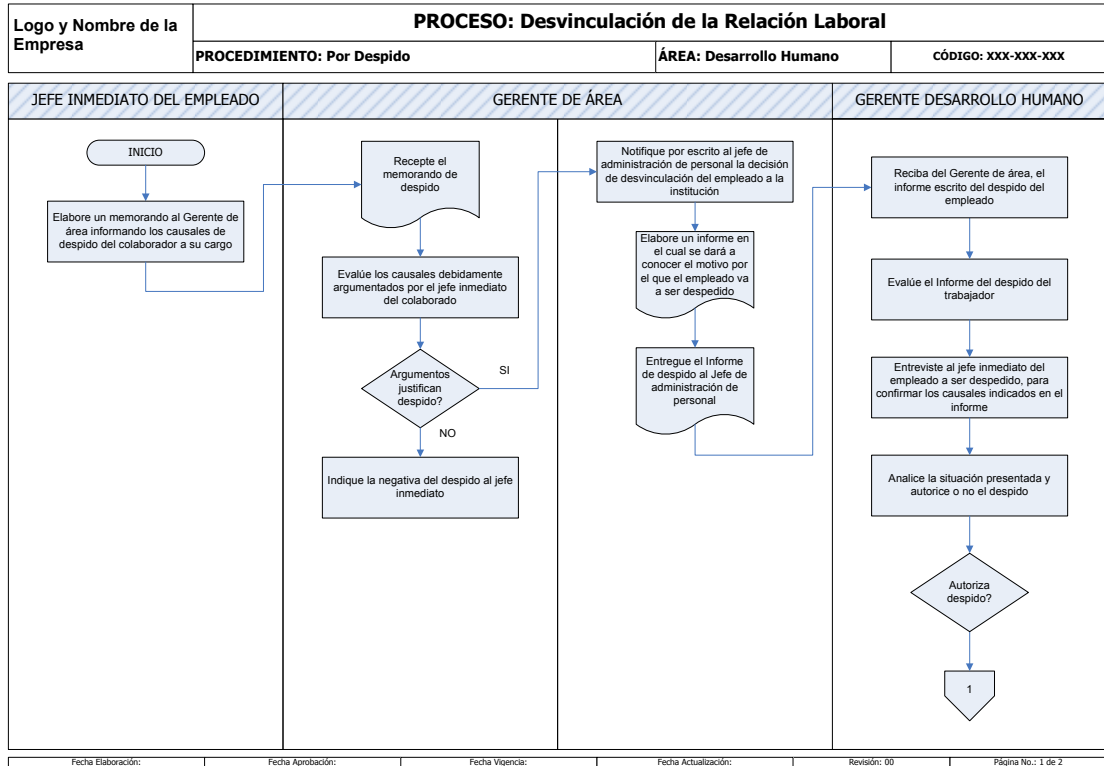 Logo y Nombre de la
Empresa
PROCESO: Desvinculación de la Relación Laboral
PROCEDIMIENTO: Por Despido
ÁREA: Desarrollo Humano
CÓDIGO: XXX-XXX-XXX
JEFE INMEDIATO DEL EMPLEADO
GERENTE DE ÁREA
GERENTE DESARROLLO HUMANO
INICIO
Elabore un memorando al Gerente de
área informando los causales de
despido del colaborador a su cargo
Recepte el
memorando de
despido
Evalúe los causales debidamente
argumentados por el jefe inmediato
del colaborado
Argumentos
justifican
despido?
SI
NO
Indique la negativa del despido al jefe
inmediato
Notifique por escrito al jefe de
administración de personal la decisión
de desvinculación del empleado a la
institución
Elabore un informe en
el cual se dará a
conocer el motivo por
el que el empleado va
a ser despedido
Entregue el Informe
de despido al Jefe de
administración de
personal
Reciba del Gerente de área, el
informe escrito del despido del
empleado
Evalúe el Informe del despido del
trabajador
Entreviste al jefe inmediato del
empleado a ser despedido, para
confirmar los causales indicados en el
informe
Analice la situación presentada y
autorice o no el despido
Autoriza
despido?
1
Fecha Elaboración:
Fecha Aprobación:
Fecha Vigencia:
Fecha Actualización:
Revisión: 00
Página No.: 1 de 2